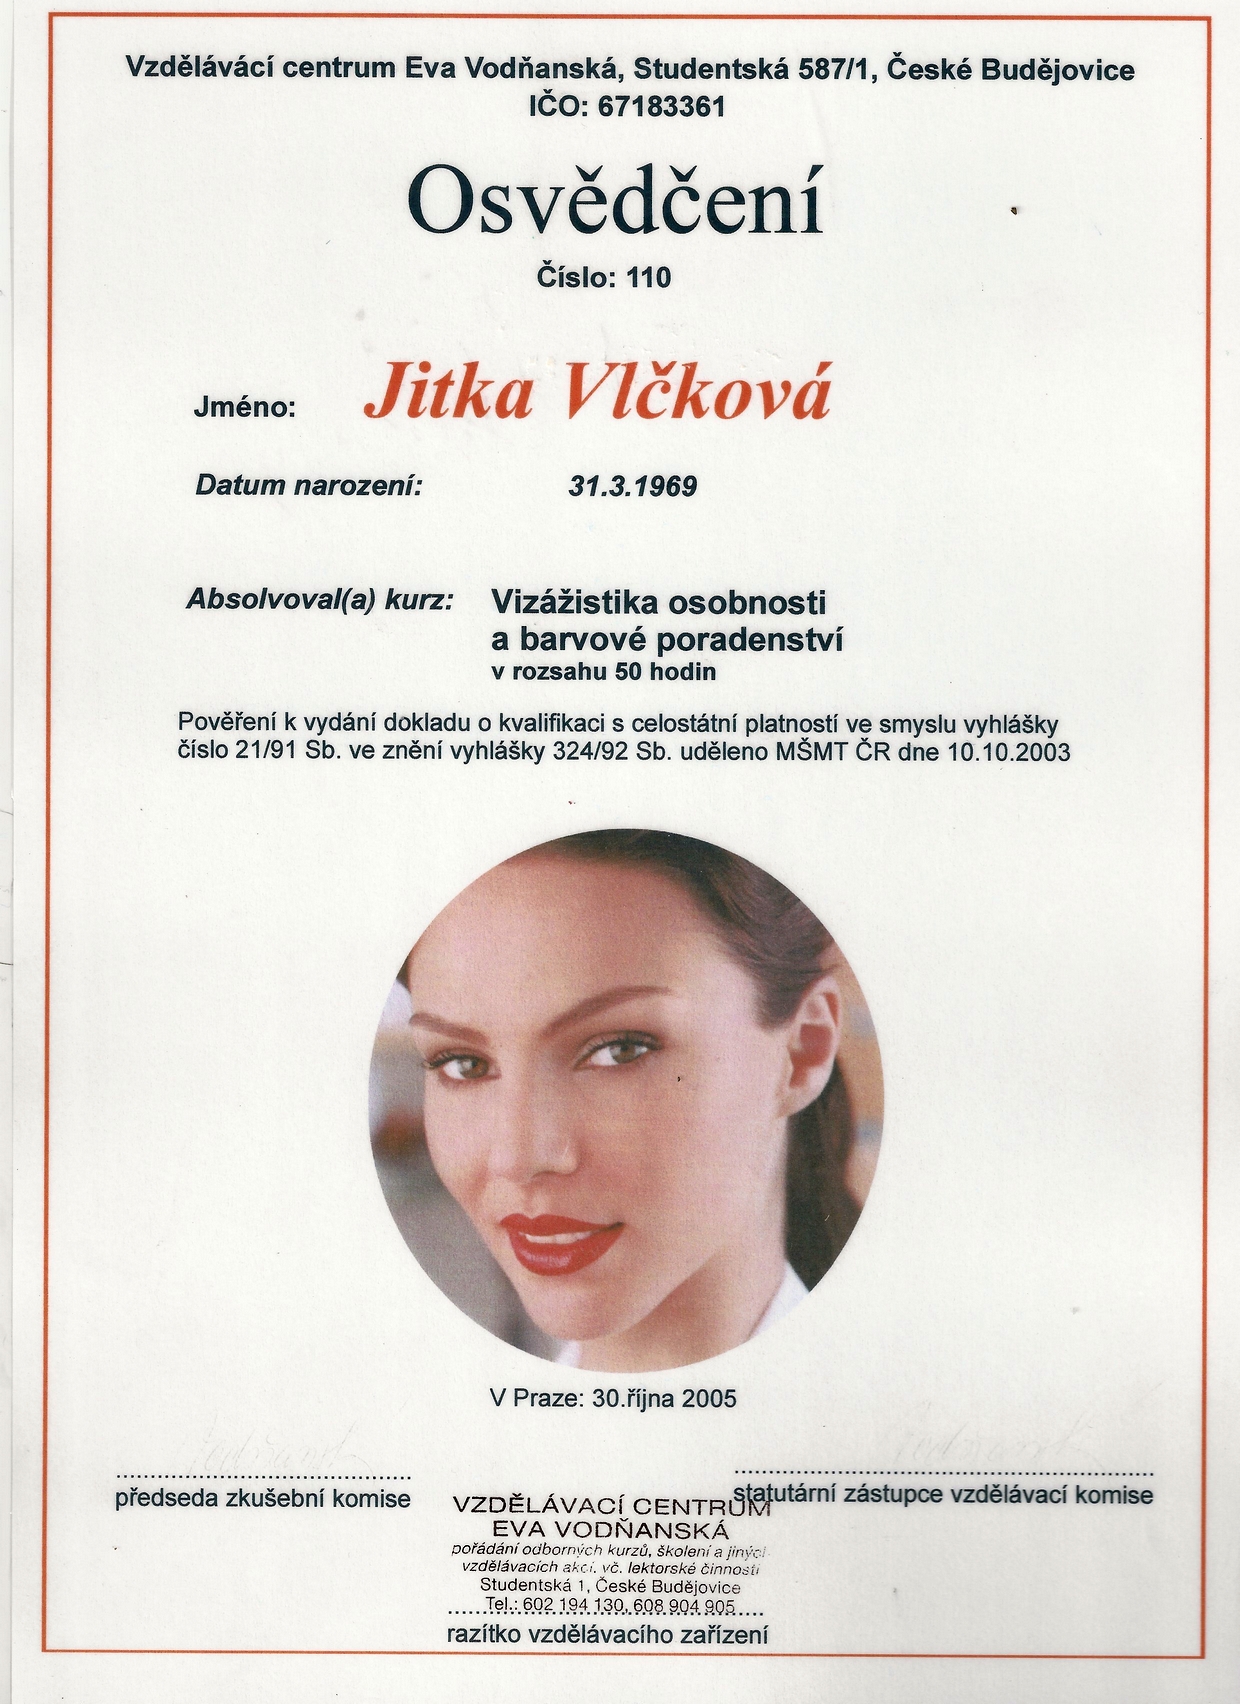 Vzdělávácí centrum Eva Vodňanská, Studentská 587/1, České Budějovice
IČO: 67183361
Osvědčení
Číslo: 110
Jméno: Jitka Vlčková
Datum narození: 31.3.1969
Absolvoval(a) kurz: Vizážistika osobnosti
a barvové poradenství
v rozsahu 50 hodin
Pověření k vydání dokladu o kvalifikaci s celostátní platností ve smyslu vyhlášky
číslo 21/91 Sb. ve znění vyhlášky 324/92 Sb. uděleno MŠMT ČR dne 10.10.2003
V Praze: 30.října 2005
předseda zkušební komise
statutární zástupce vzdělávací komise
VZDĚLÁVACÍ CENTRUM
EVA VODŇANSKÁ
pořádání odborných kurzů, školení a jiných
vzdělávacích akcí. vč. lektorské činnosti
Studentská 1, České Budějovice
Tel.: 602 194 130, 608 904 905
razítko vzdělávacího zařízení